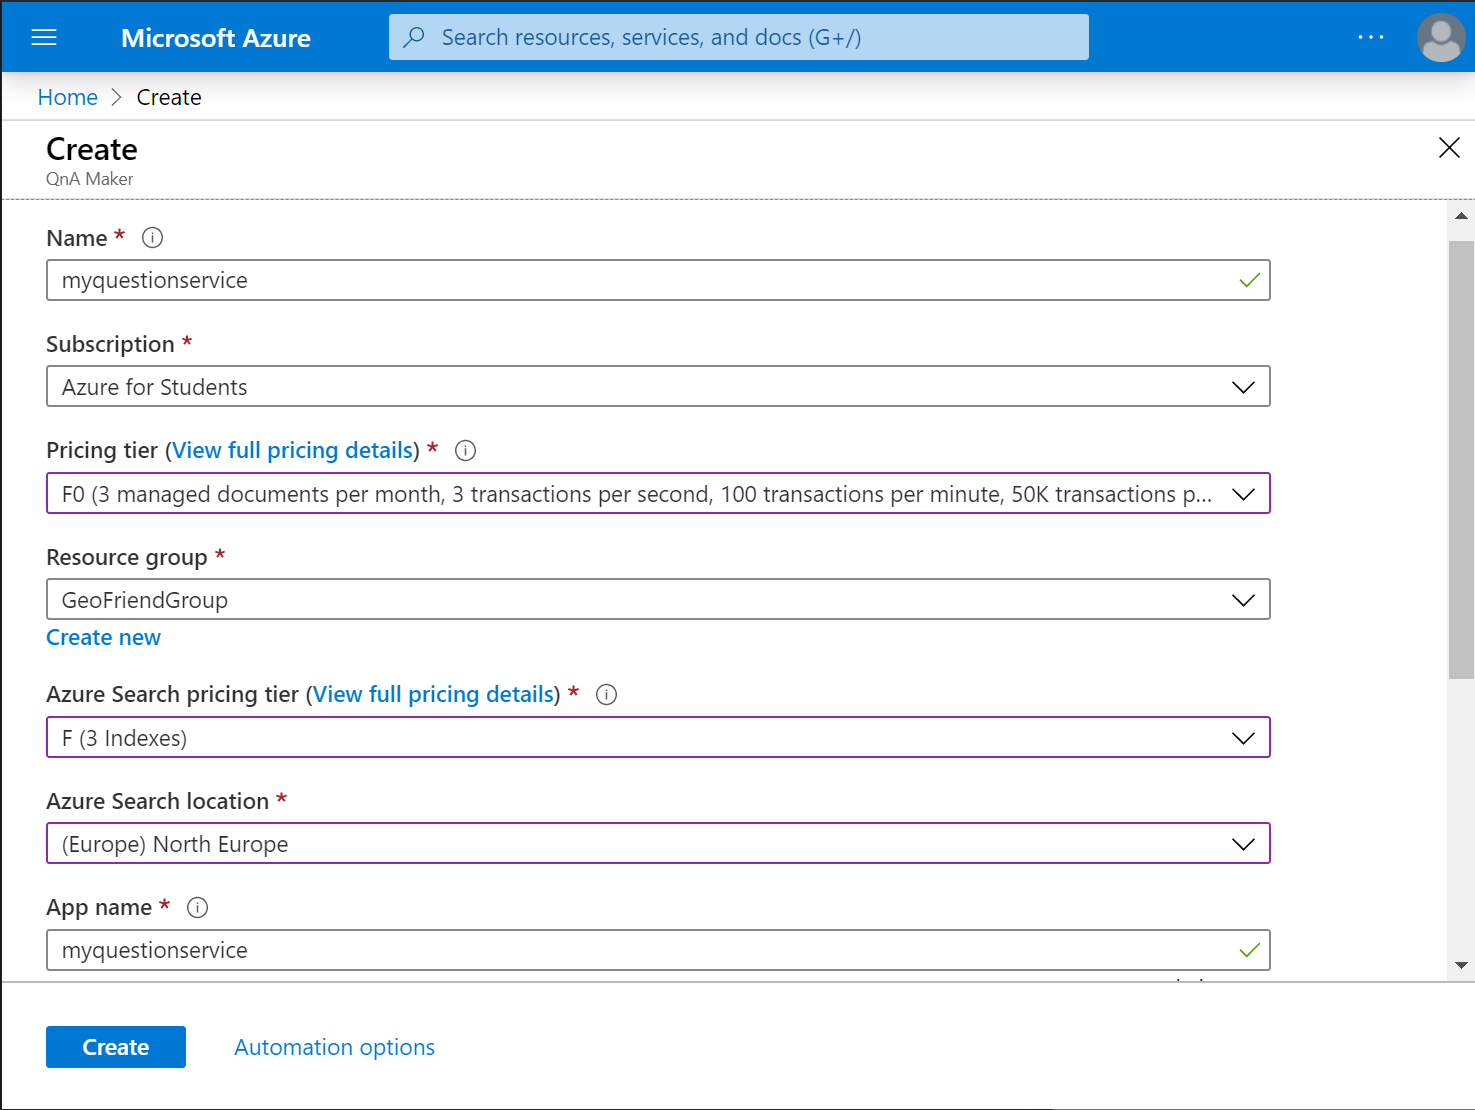 Microsoft Azure
Search resources, services, and docs (G+/)
Home > Create
Create
QnA Maker
Name *
myquestionservice
Subscription *
Azure for Students
Pricing tier (View full pricing details) *
F0 (3 managed documents per month, 3 transactions per second, 100 transactions per minute, 50K transactions p...
Resource group *
GeoFriendGroup
Create new
Azure Search pricing tier (View full pricing details) *
F (3 Indexes)
Azure Search location *
(Europe) North Europe
App name *
myquestionservice
Create
Automation options